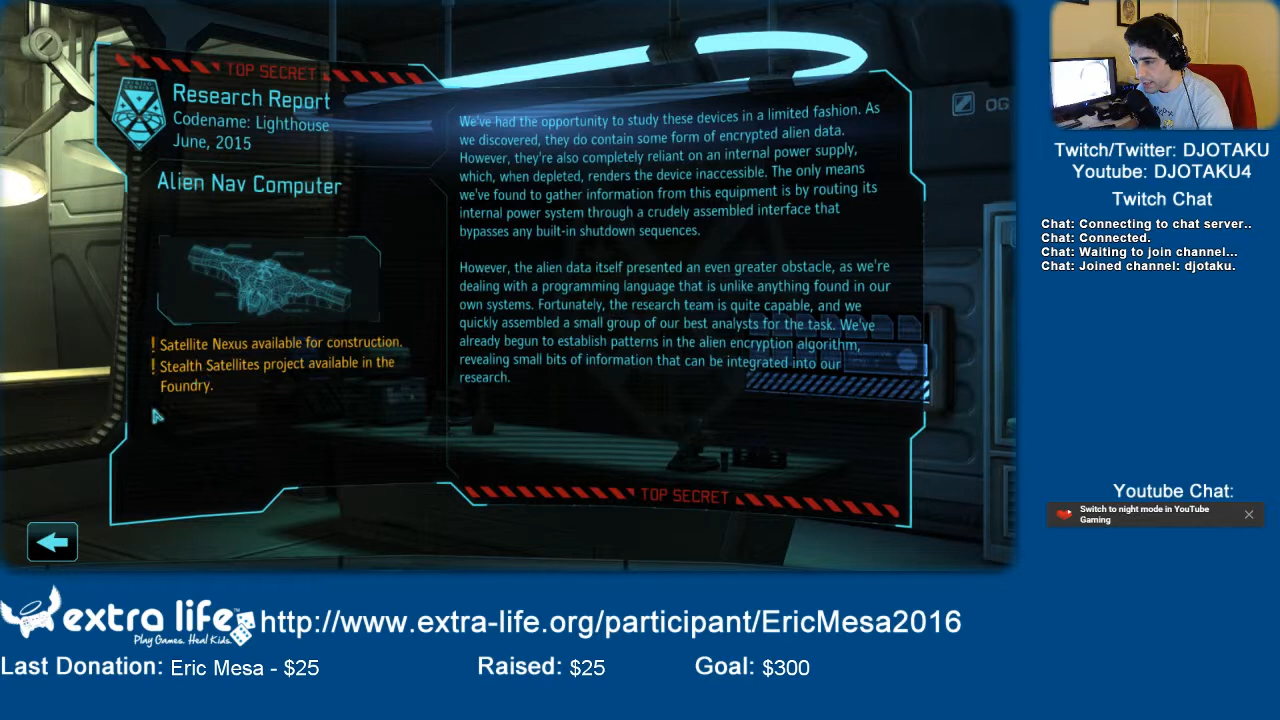 TOP SECRET
Research Report
Codename: Lighthouse
June, 2015
Alien Nav Computer
! Satellite Nexus available for construction.
! Stealth Satellites project available in the
Foundry.
We've had the opportunity to study these devices in a limited fashion. As
we discovered, they do contain some form of encrypted alien data.
However, they're also completely reliant on an internal power supply,
which, when depleted, renders the device inaccessible. The only means
we've found to gather information from this equipment is by routing its
internal power system through a crudely assembled interface that
bypasses any built-in shutdown sequences.
However, the alien data itself presented an even greater obstacle, as we're
dealing with a programming language that is unlike anything found in our
own systems. Fortunately, the research team is quite capable, and we
quickly assembled a small group of our best analysts for the task. We've
already begun to establish patterns in the alien encryption algorithm,
revealing small bits of information that can be integrated into our
research.
TOP SECRET
OG
Twitch/Twitter: DJOTAKU
Youtube: DJOTAKU4
Twitch Chat
Chat: Connecting to chat server..
Chat: Connected.
Chat: Waiting to join channel...
Chat: Joined channel: djotaku.
Youtube Chat:
Switch to night mode in YouTube
Gaming
extra life
Play Games. Heal Kids.
http://www.extra-life.org/participant/EricMesa2016
Last Donation: Eric Mesa - $25
Raised: $25
Goal: $300